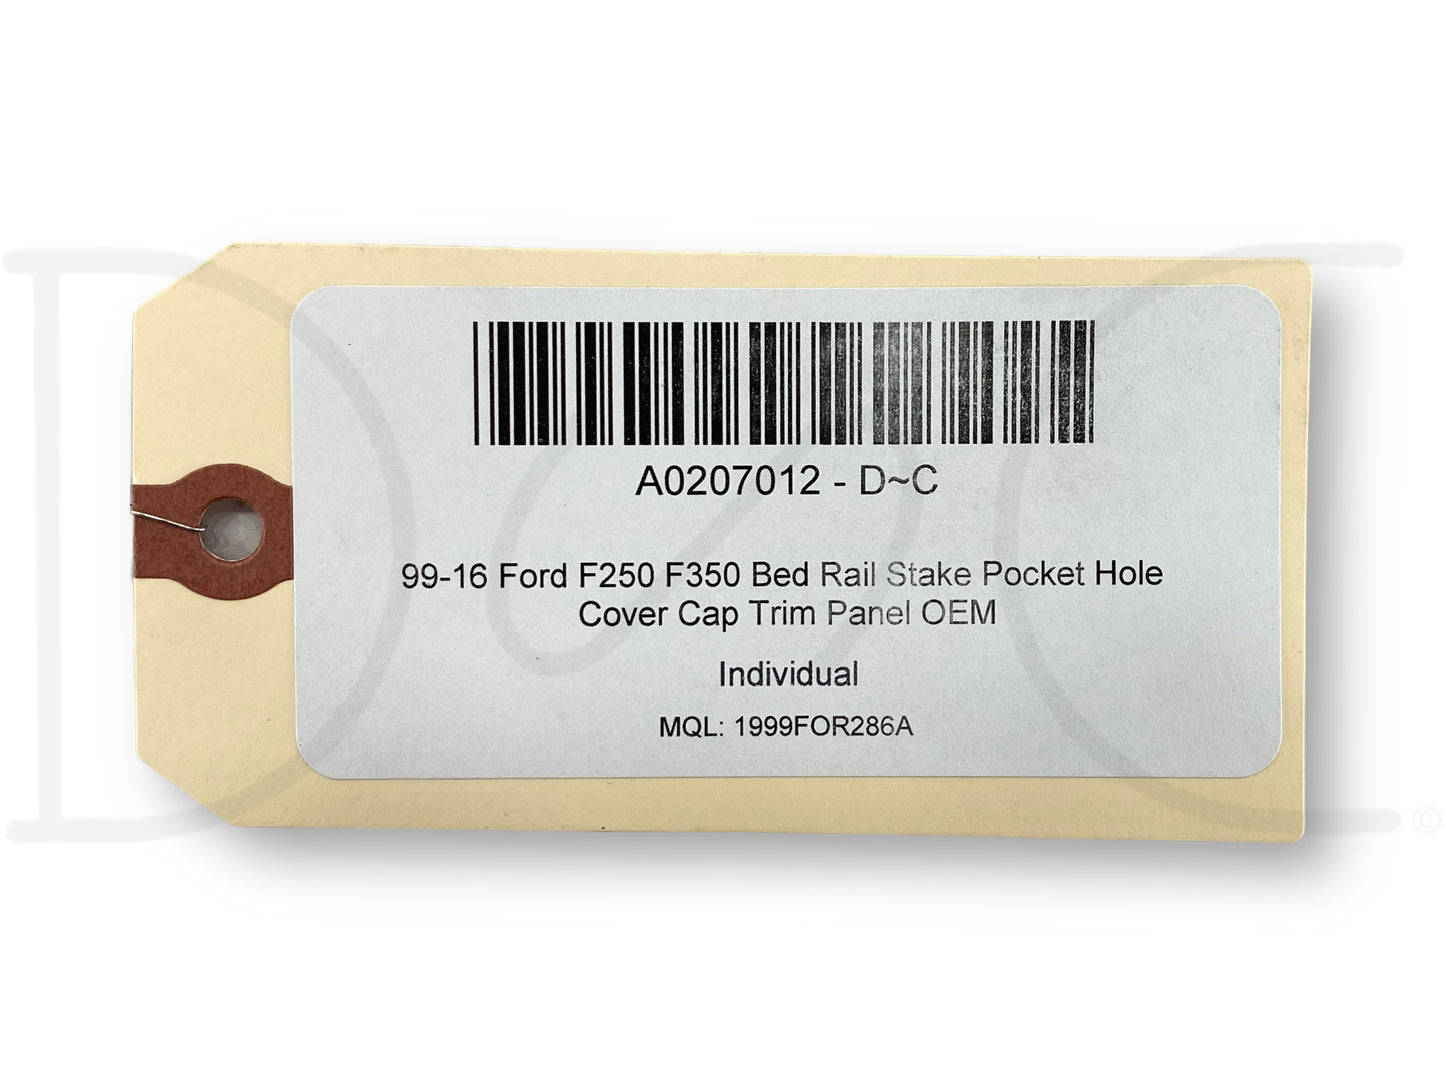 A0207012 - D~C
99-16 Ford F250 F350 Bed Rail Stake Pocket Hole
Cover Cap Trim Panel OEM
Individual
MQL: 1999FOR286A
D C ©